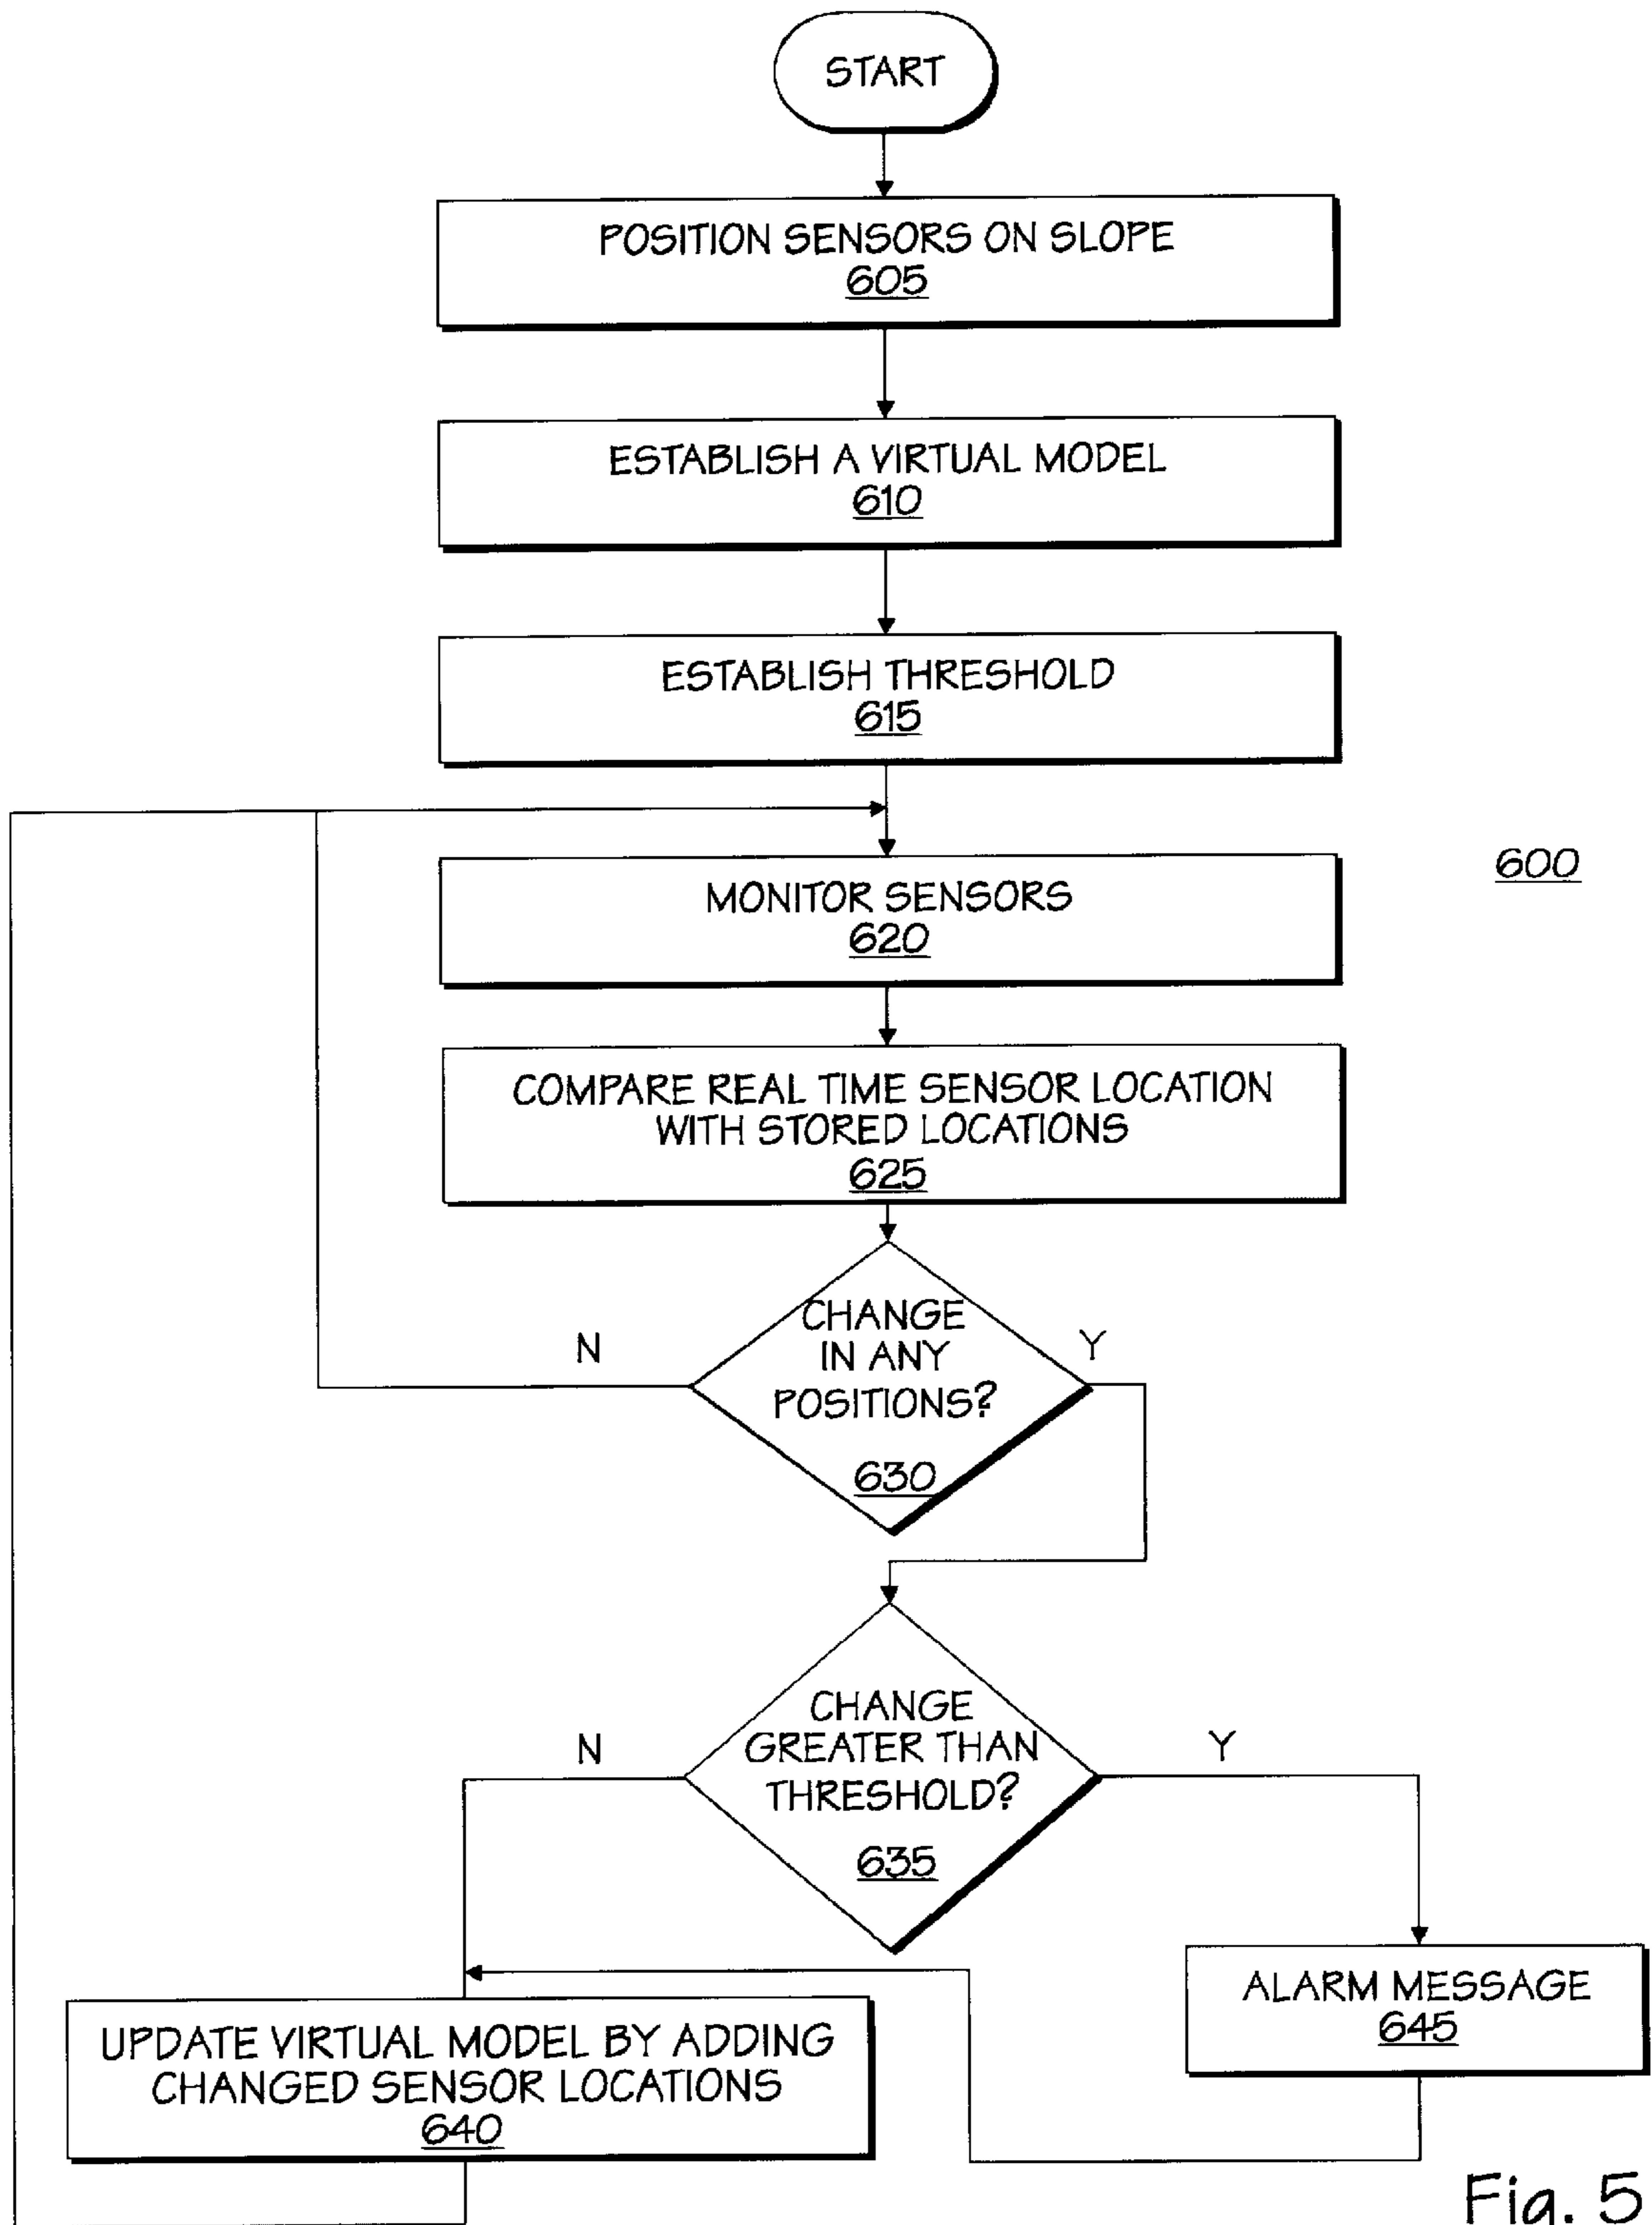 START
POSITION SENSORS ON SLOPE
605
ESTABLISH A VIRTUAL MODEL
610
ESTABLISH THRESHOLD
615
600
MONITOR SENSORS
620
COMPARE REAL TIME SENSOR LOCATION
WITH STORED LOCATIONS
625
CHANGE
IN ANY
POSITIONS?
630
N
Y
CHANGE
GREATER THAN
THRESHOLD?
635
N
Y
ALARM MESSAGE
645
UPDATE VIRTUAL MODEL BY ADDING
CHANGED SENSOR LOCATIONS
640
Fig. 5